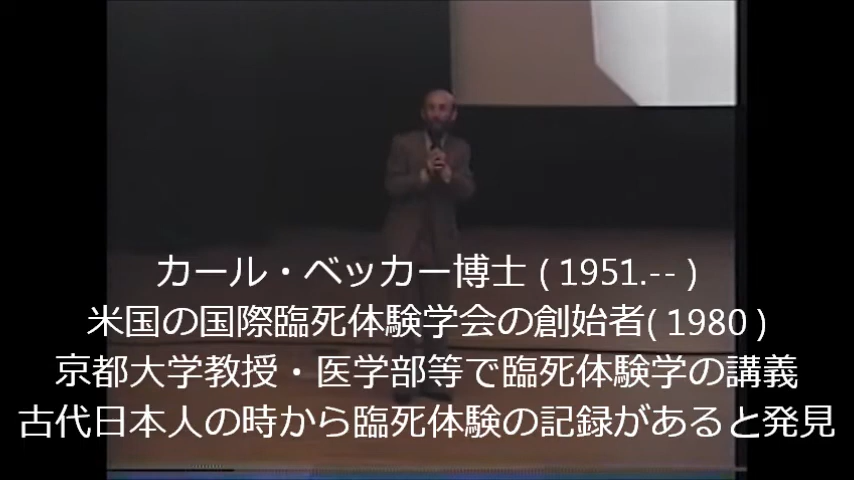 カール・ベッカー博士 ( 1951.-- )
米国の国際臨死体験学会の創始者( 1980 )
京都大学教授・医学部等で臨死体験学の講義
古代日本人の時から臨死体験の記録があると発見